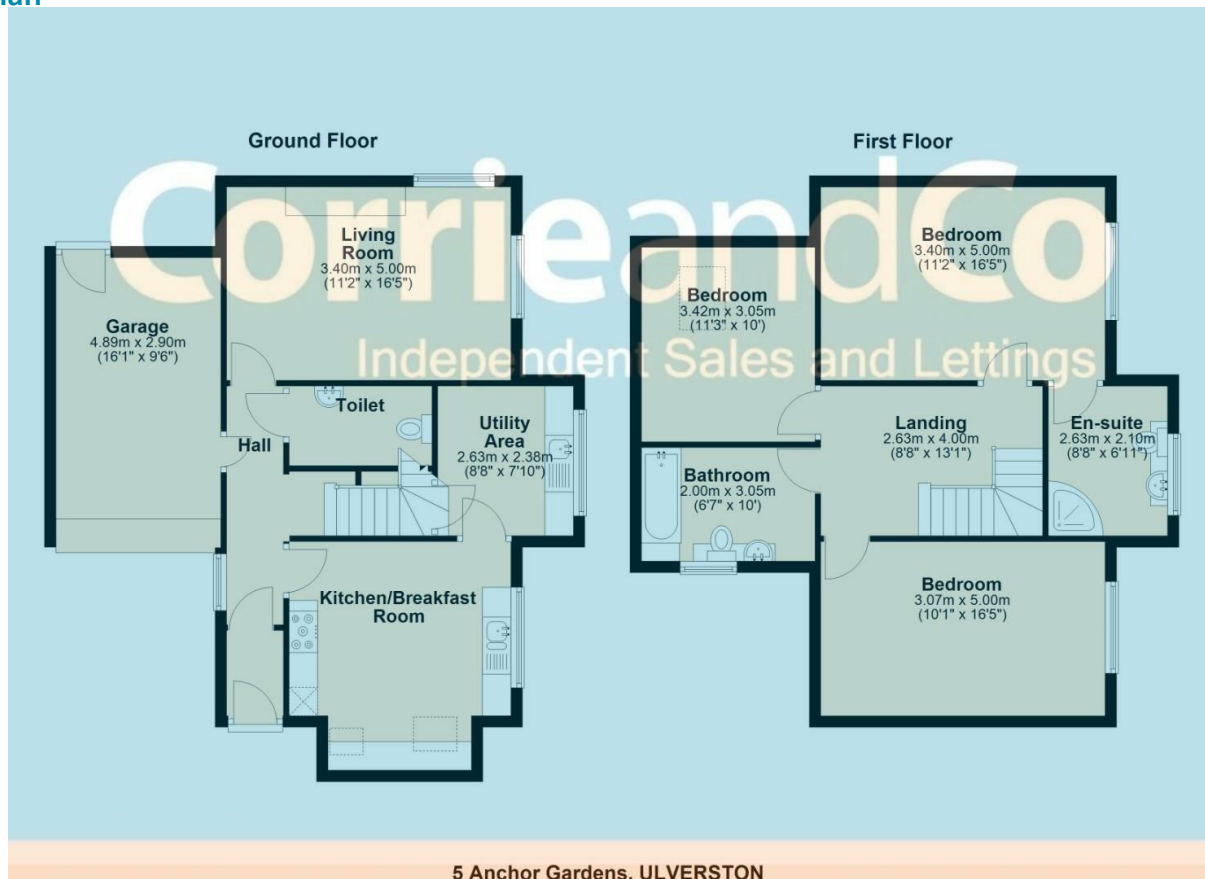 Ground Floor
First Floor
CorrieandCo
Independent Sales and Lettings
Living
Room
3.40m x 5.00m
(11'2" x 16'5")
Garage
4.89m x 2.90m
(16'1" x 9'6")
Toilet
Hall
Utility
Area
2.63m x 2.38m
(8'8" x 7'10")
Kitchen/Breakfast
Room
Bedroom
3.40m x 5.00m
(11'2" x 16'5")
Bedroom
3.42m x 3.05m
(11'3" x 10')
Landing
2.63m x 4.00m
(8'8" x 13'1")
En-suite
2.63m x 2.10m
(8'8" x 6'11")
Bathroom
2.00m x 3.05m
(6'7" x 10')
Bedroom
3.07m x 5.00m
(10'1" x 16'5")
5 Anchor Gardens, ULVERSTON